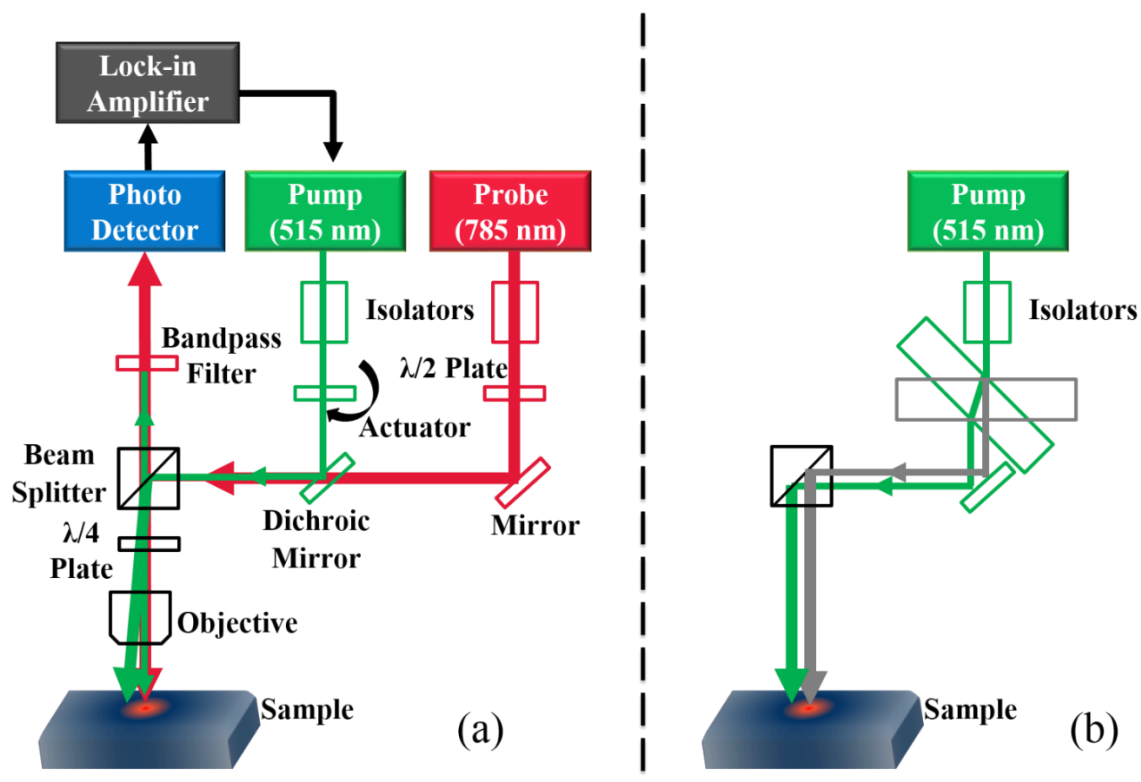 Lock-in
Amplifier
Photo
Detector
Pump
(515 nm)
Probe
(785 nm)
Isolators
Bandpass
Filter
λ/2 Plate
Actuator
Beam
Splitter
Dichroic
Mirror
Mirror
λ/4
Plate
Objective
Sample
(a)
Pump
(515 nm)
Isolators
Sample
(b)